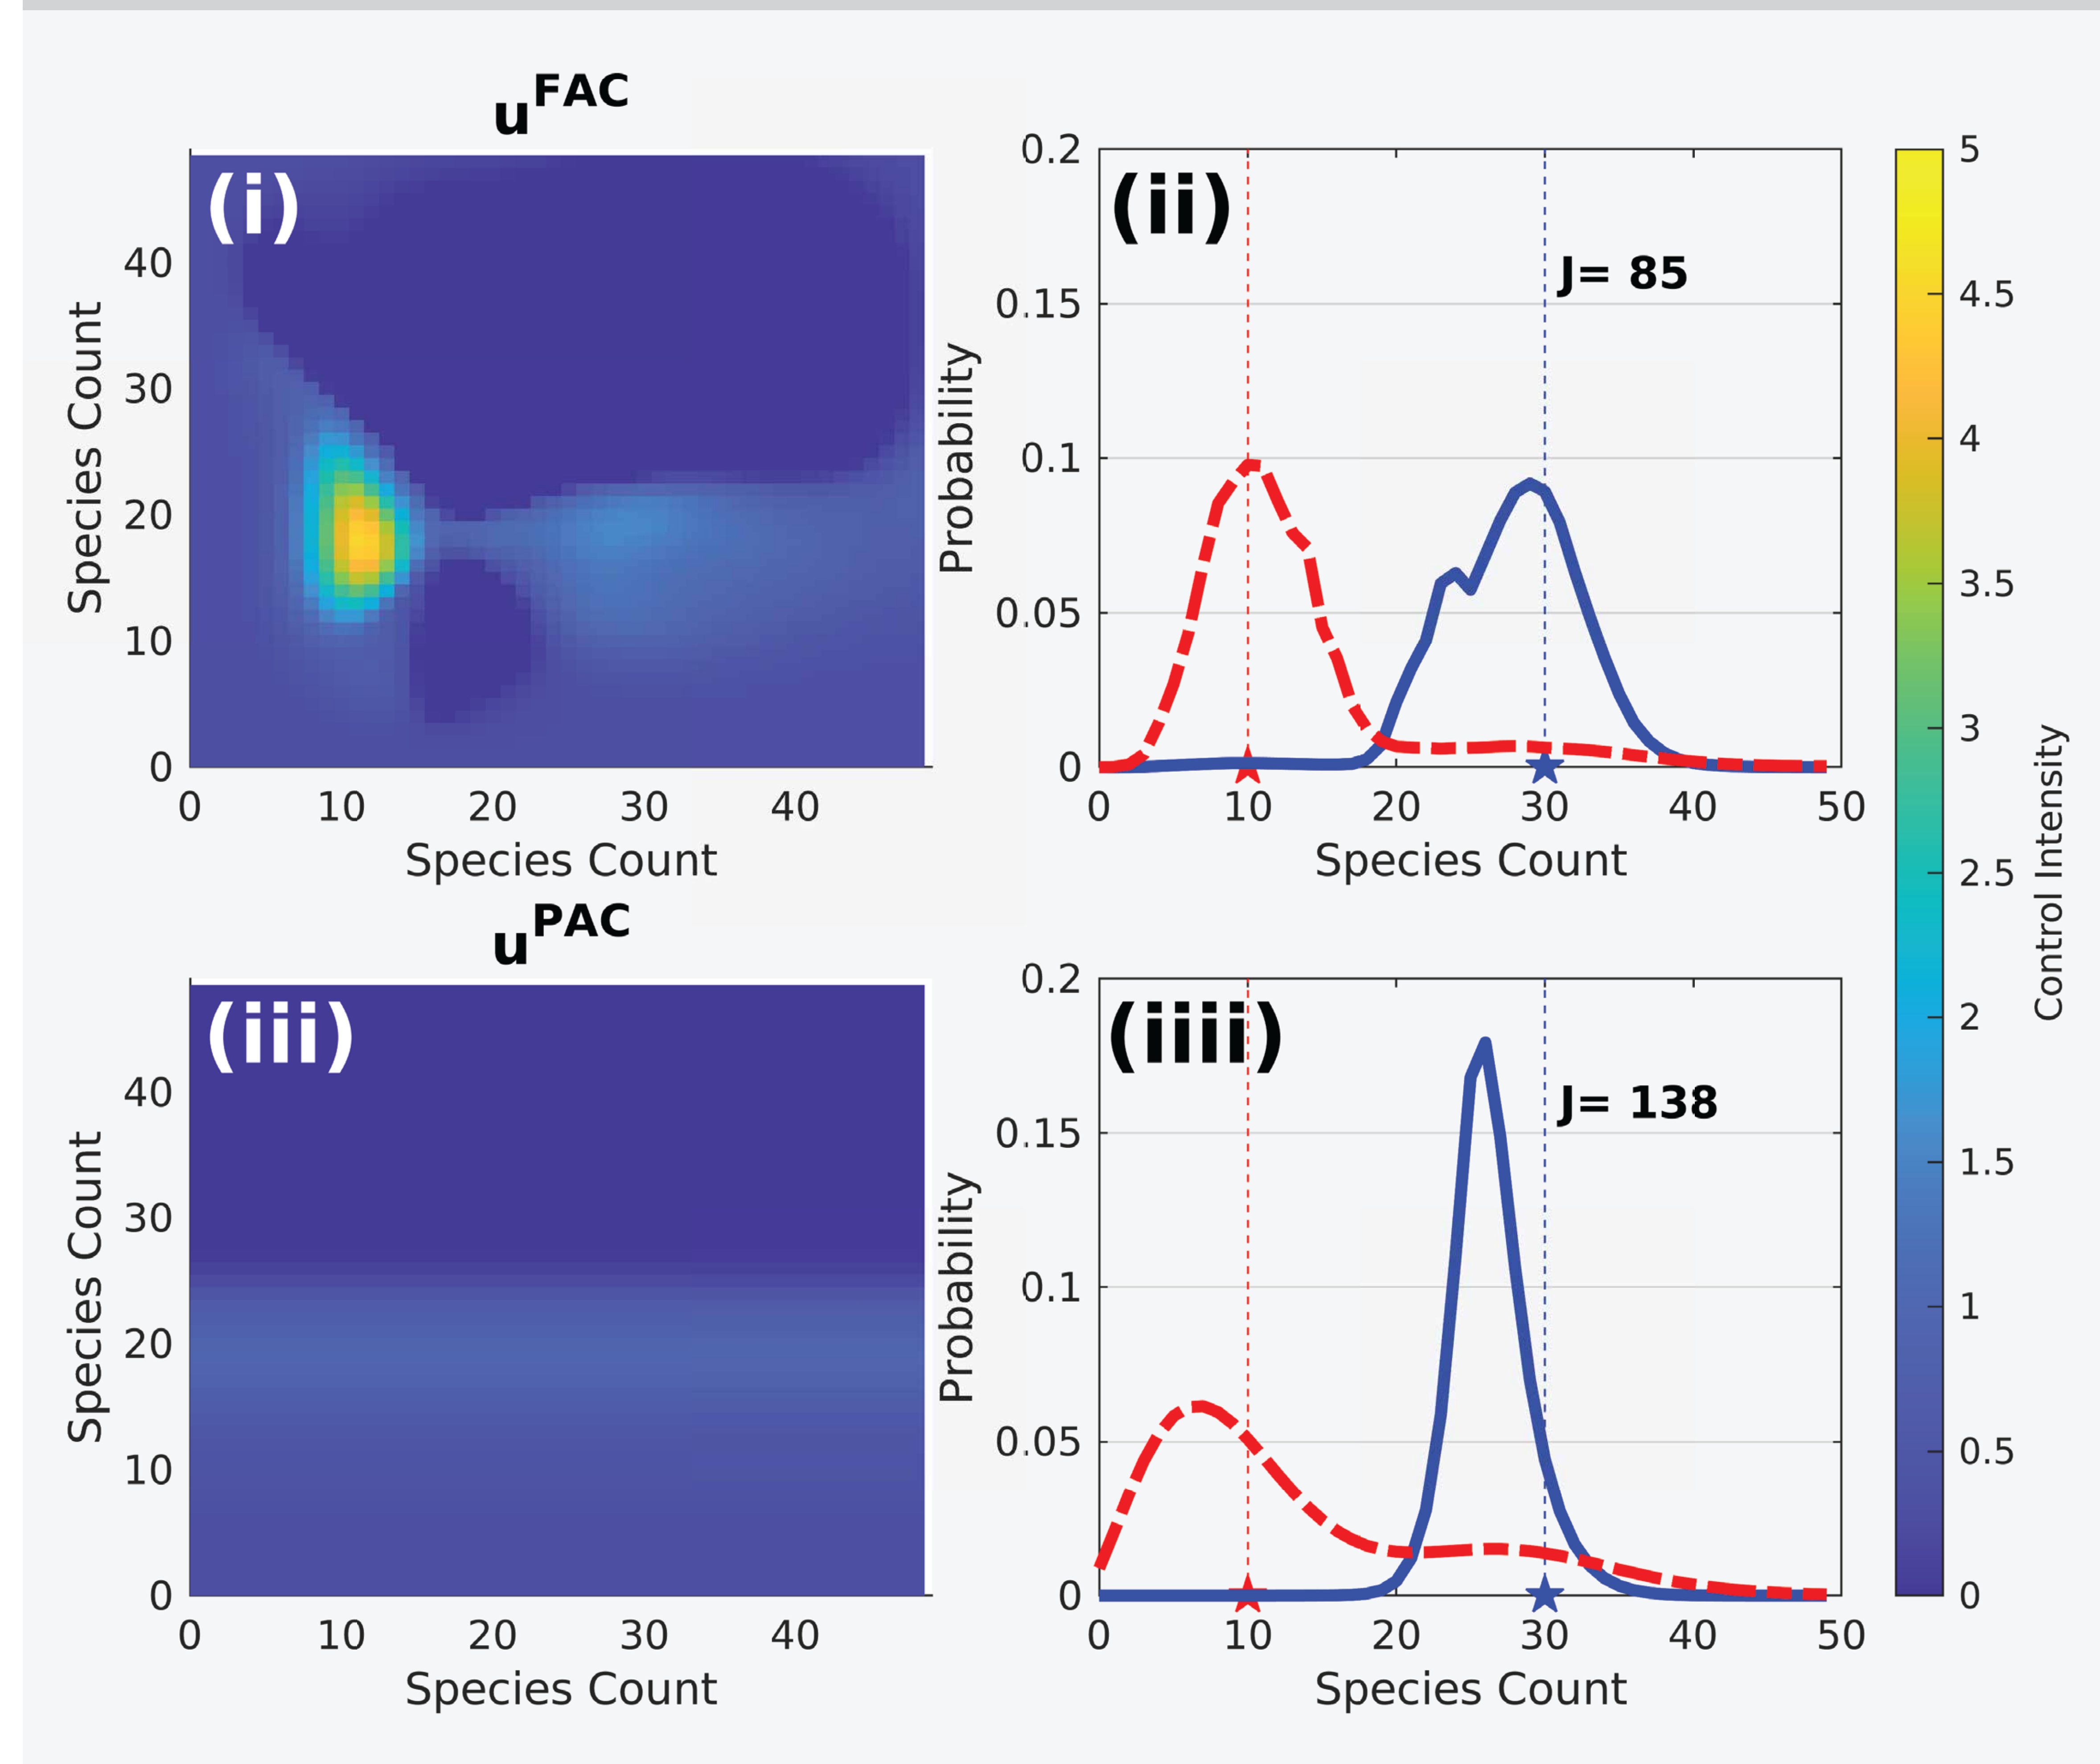 u^FAC
(i)
40
30
20
10
0
0 10 20 30 40
Species Count
Species Count
(ii)
J= 85
0.2
0.15
0.1
0.05
0
0 10 20 30 40 50
Probability
Species Count
u^PAC
(iii)
40
30
20
10
0
0 10 20 30 40
Species Count
Species Count
(iiii)
J= 138
0.2
0.15
0.1
0.05
0
0 10 20 30 40 50
Probability
Species Count
5
4.5
4
3.5
3
2.5
2
1.5
1
0.5
0
Control Intensity